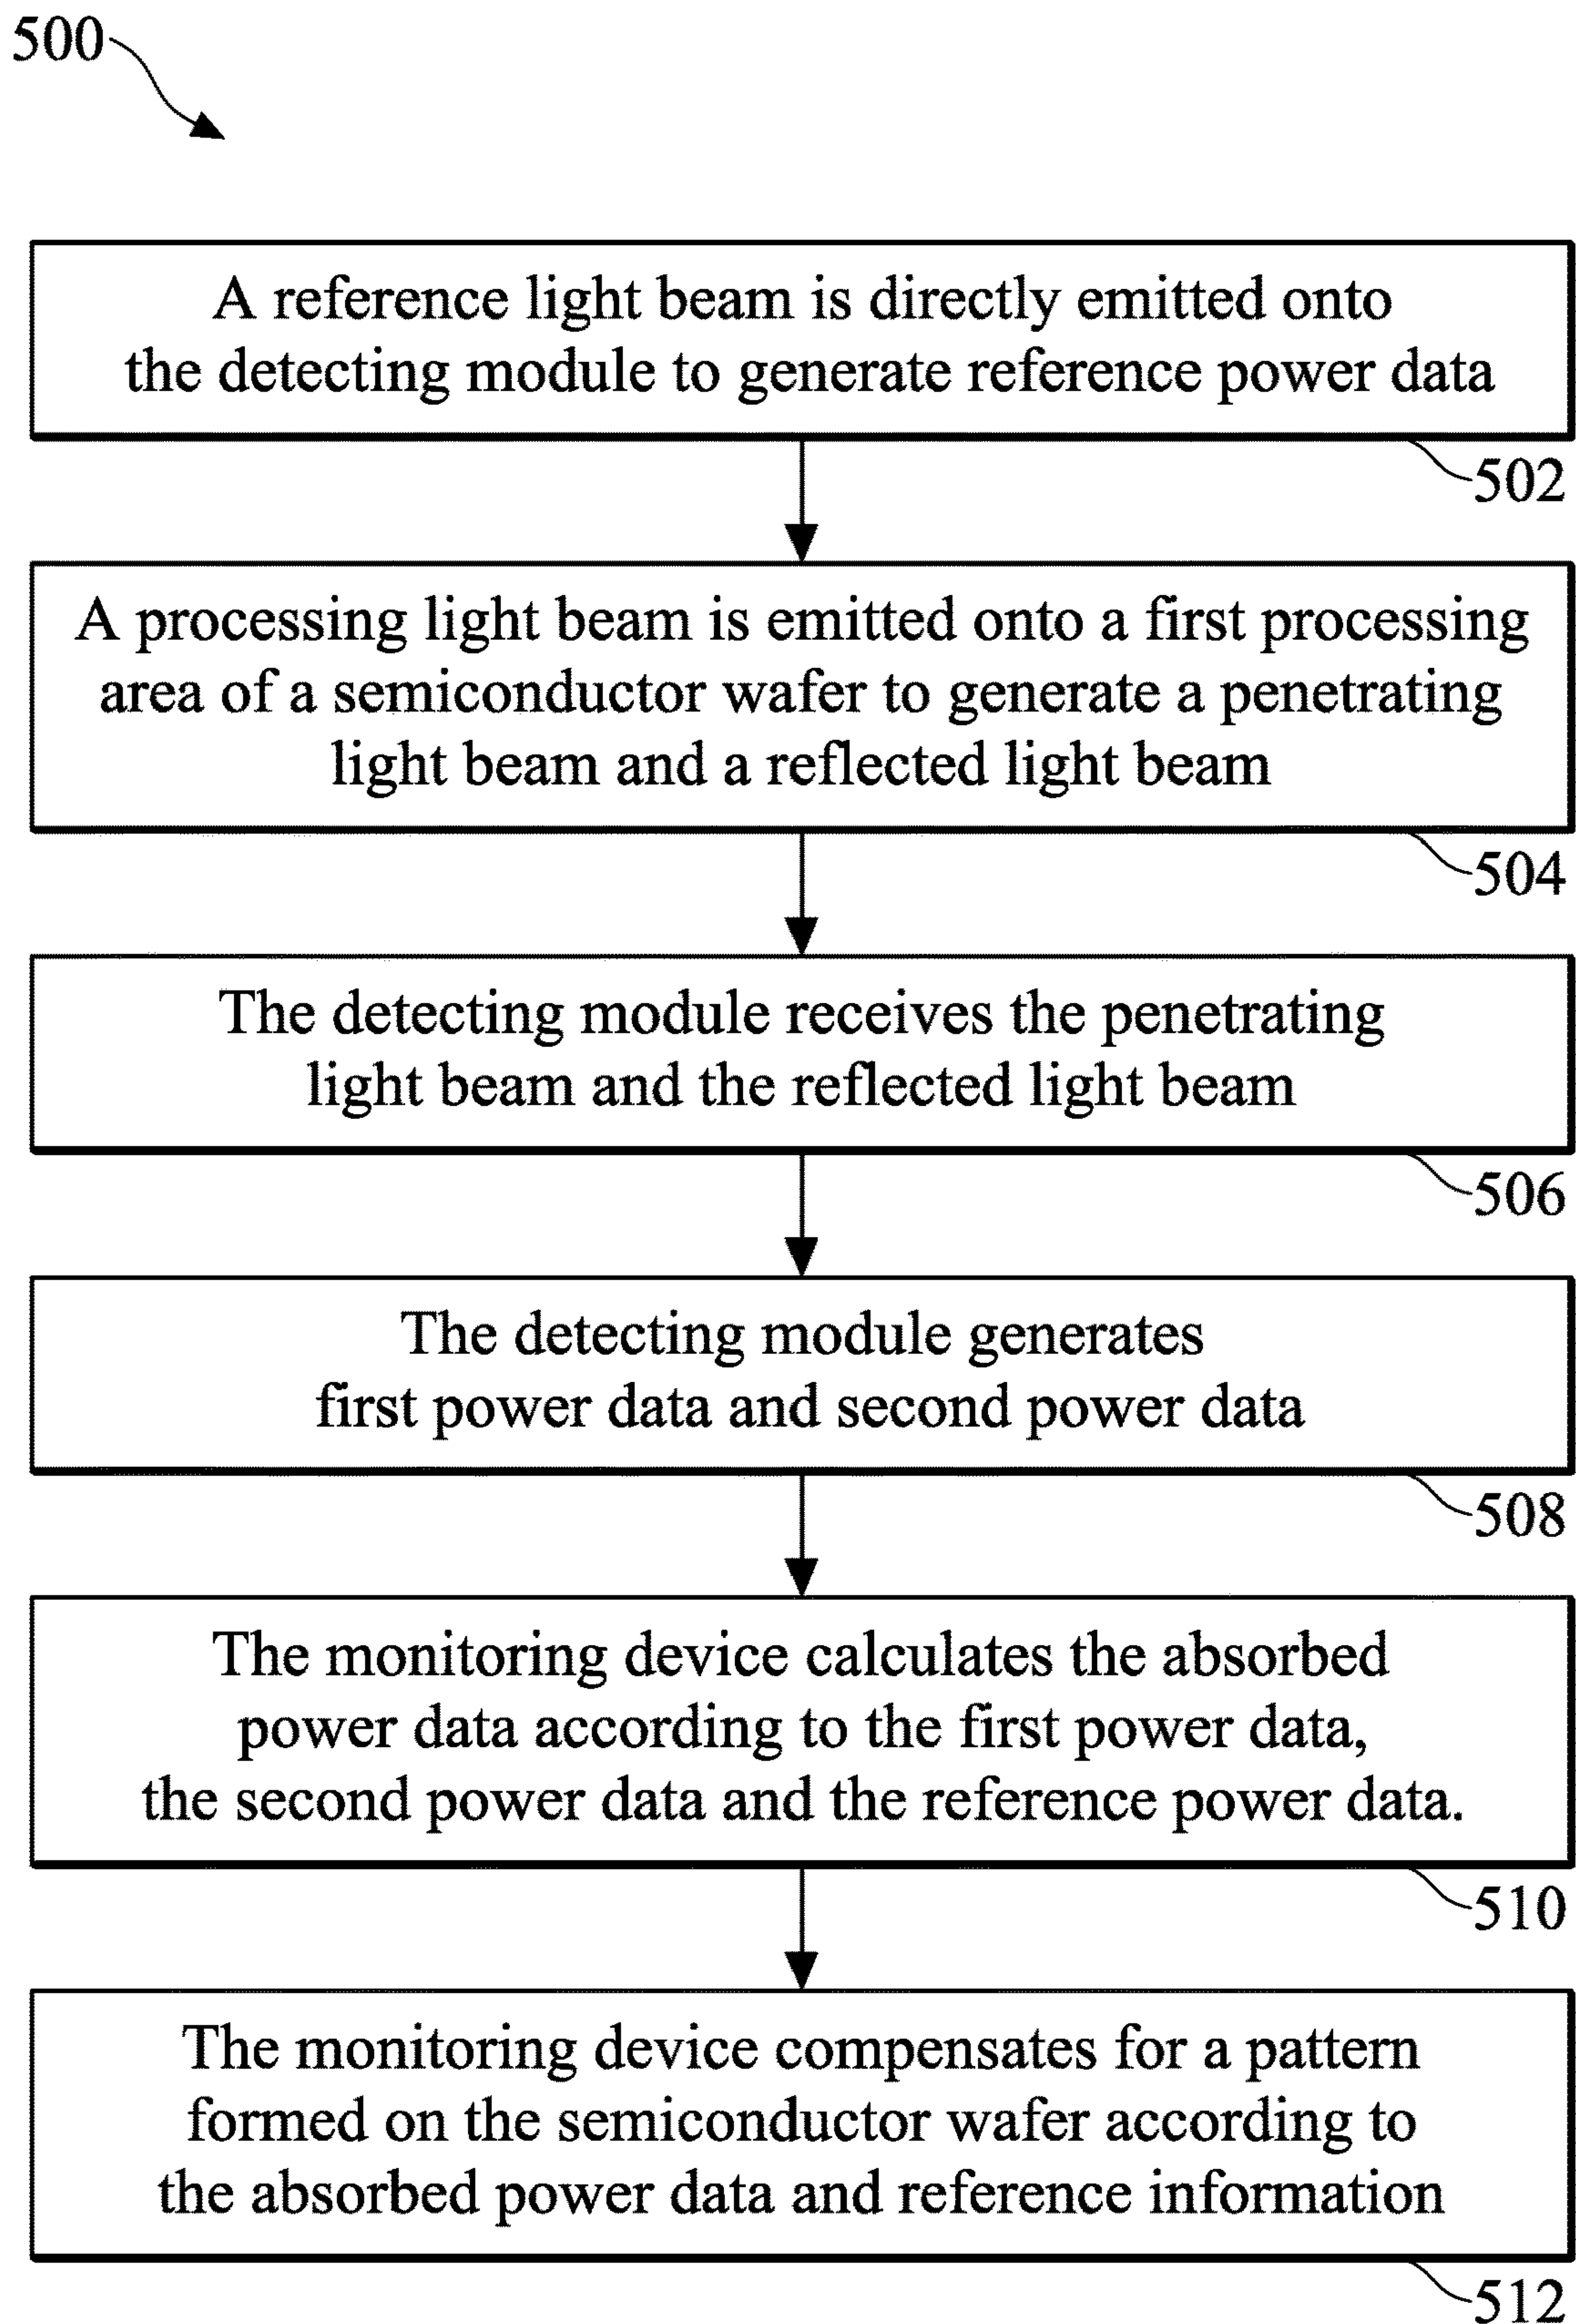 500
A reference light beam is directly emitted onto
the detecting module to generate reference power data
502
A processing light beam is emitted onto a first processing
area of a semiconductor wafer to generate a penetrating
light beam and a reflected light beam
504
The detecting module receives the penetrating
light beam and the reflected light beam
506
The detecting module generates
first power data and second power data
508
The monitoring device calculates the absorbed
power data according to the first power data,
the second power data and the reference power data.
510
The monitoring device compensates for a pattern
formed on the semiconductor wafer according to
the absorbed power data and reference information
512